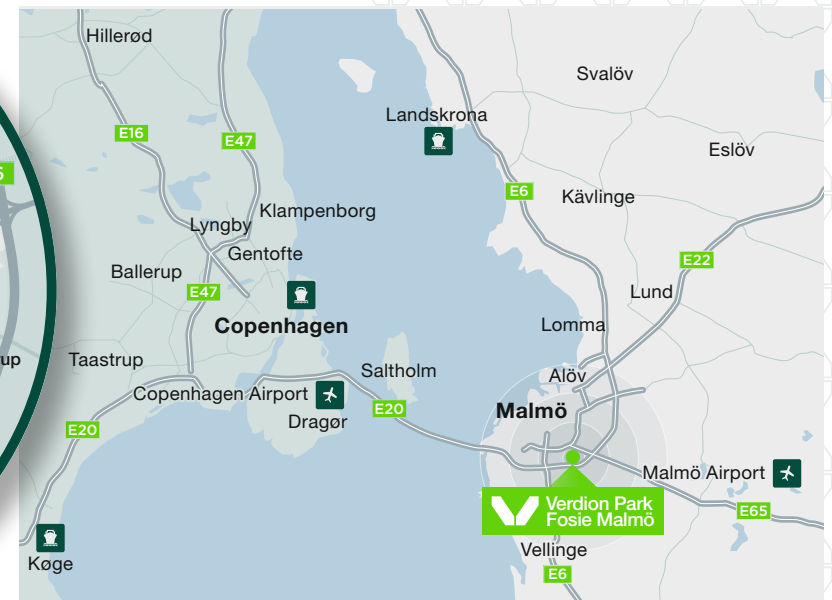 Hillerød
Svalöv
Landskrona
E16
E47
Eslöv
E6
Kävlinge
Klampenborg
Lyngby
Gentofte
E22
Ballerup
E47
Lund
Copenhagen
Lomma
up
Taastrup
Saltholm
Alöv
Copenhagen Airport
E20
Malmö
Dragør
E20
Malmö Airport
Verdion Park
Fosie Malmö
E65
Vellinge
Køge
E6